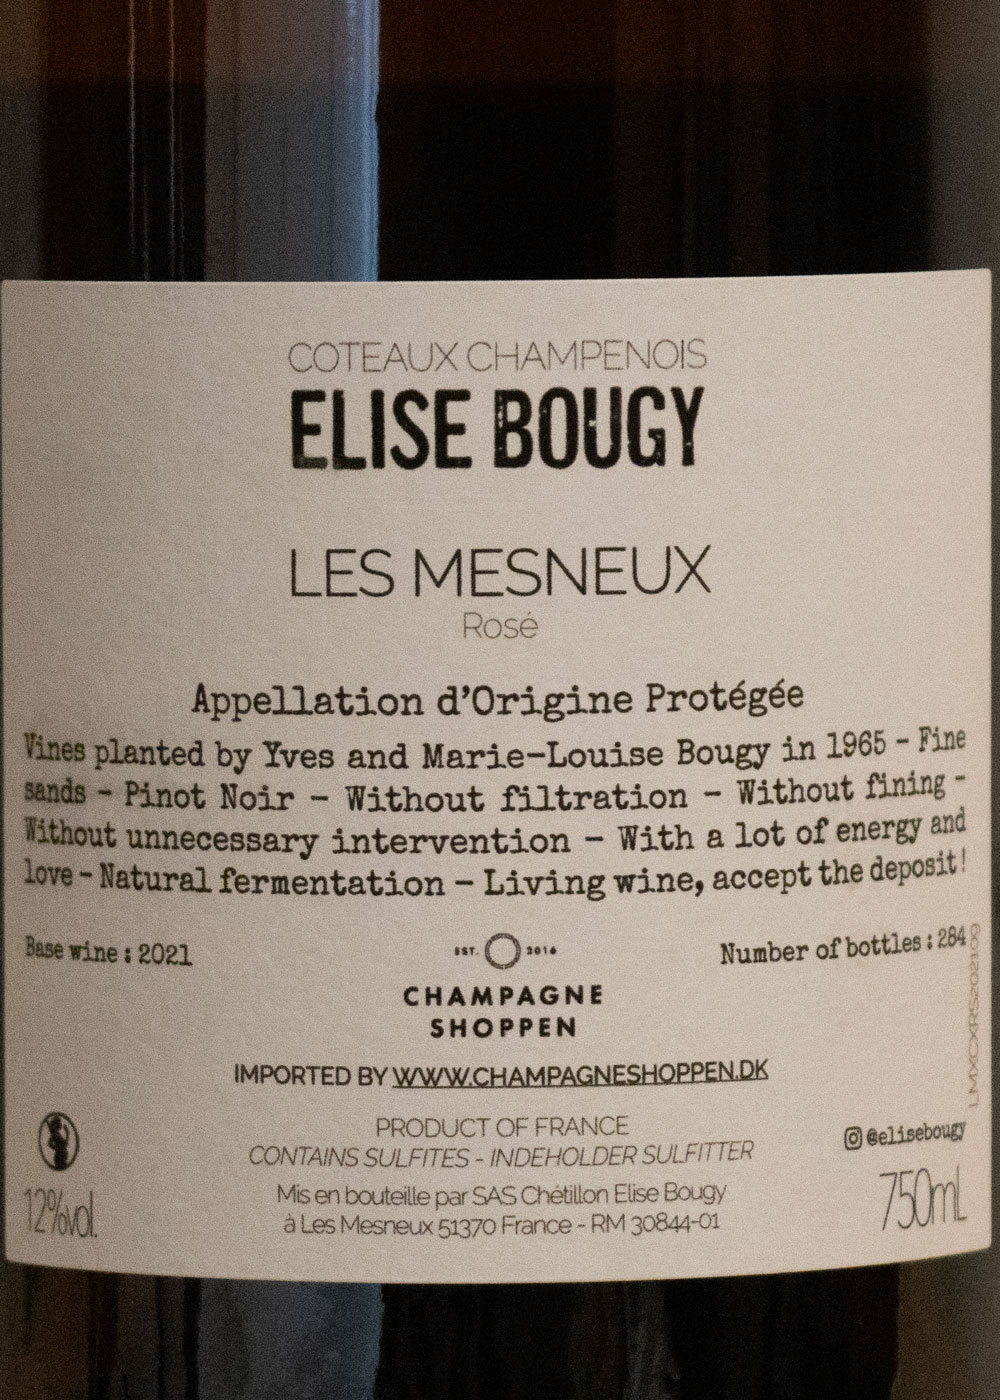 COTEAUX CHAMPENOIS
ELISE BOUGY
LES MESNEUX
Rosé
Appellation d'Origine Protégée
Vines planted by Yves and Marie-Louise Bougy in 1965 - Fine
sands - Pinot Noir - Without filtration - Without fining -
Without unnecessary intervention - With a lot of energy and
love - Natural fermentation - Living wine, accept the deposit!
Base wine : 2021
Number of bottles : 284
EST. 2016
CHAMPAGNE
SHOPPEN
IMPORTED BY WWW.CHAMPAGNESHOPPEN.DK
LMXCXRS202109
PRODUCT OF FRANCE
CONTAINS SULFITES - INDEHOLDER SULFITTER
@elisebougy
Mis en bouteille par SAS Chétillon Elise Bougy
à Les Mesneux 51370 France - RM 30844-01
12%vol.
750mL